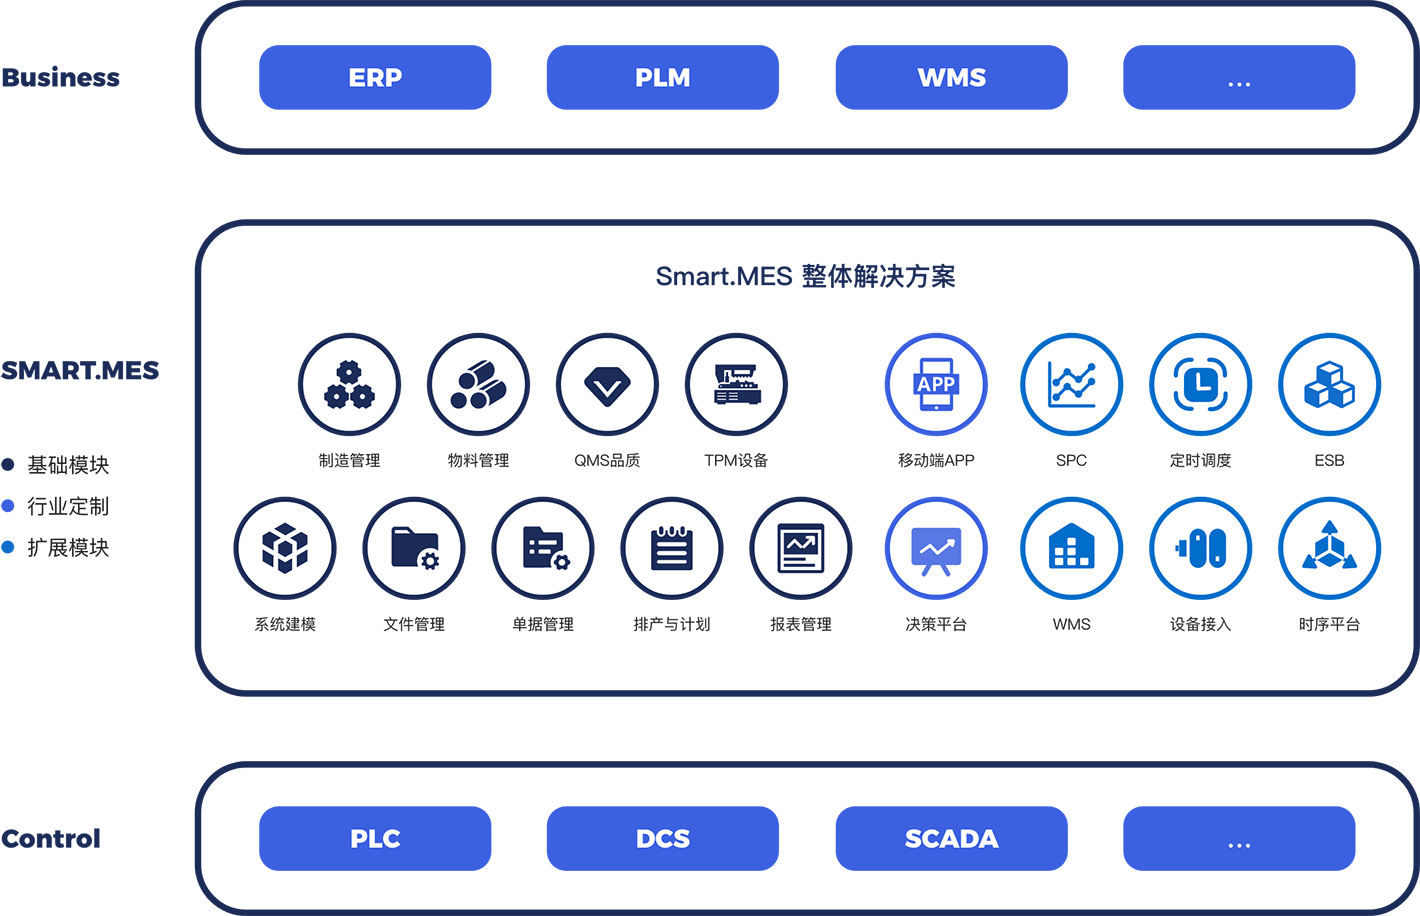 Business
ERP
PLM
WMS
...
SMART.MES
基础模块
行业定制
扩展模块
Smart.MES 整体解决方案
制造管理
物料管理
QMS品质
TPM设备
APP
移动端APP
SPC
定时调度
ESB
系统建模
文件管理
单据管理
排产与计划
报表管理
决策平台
WMS
设备接入
时序平台
Control
PLC
DCS
SCADA
...